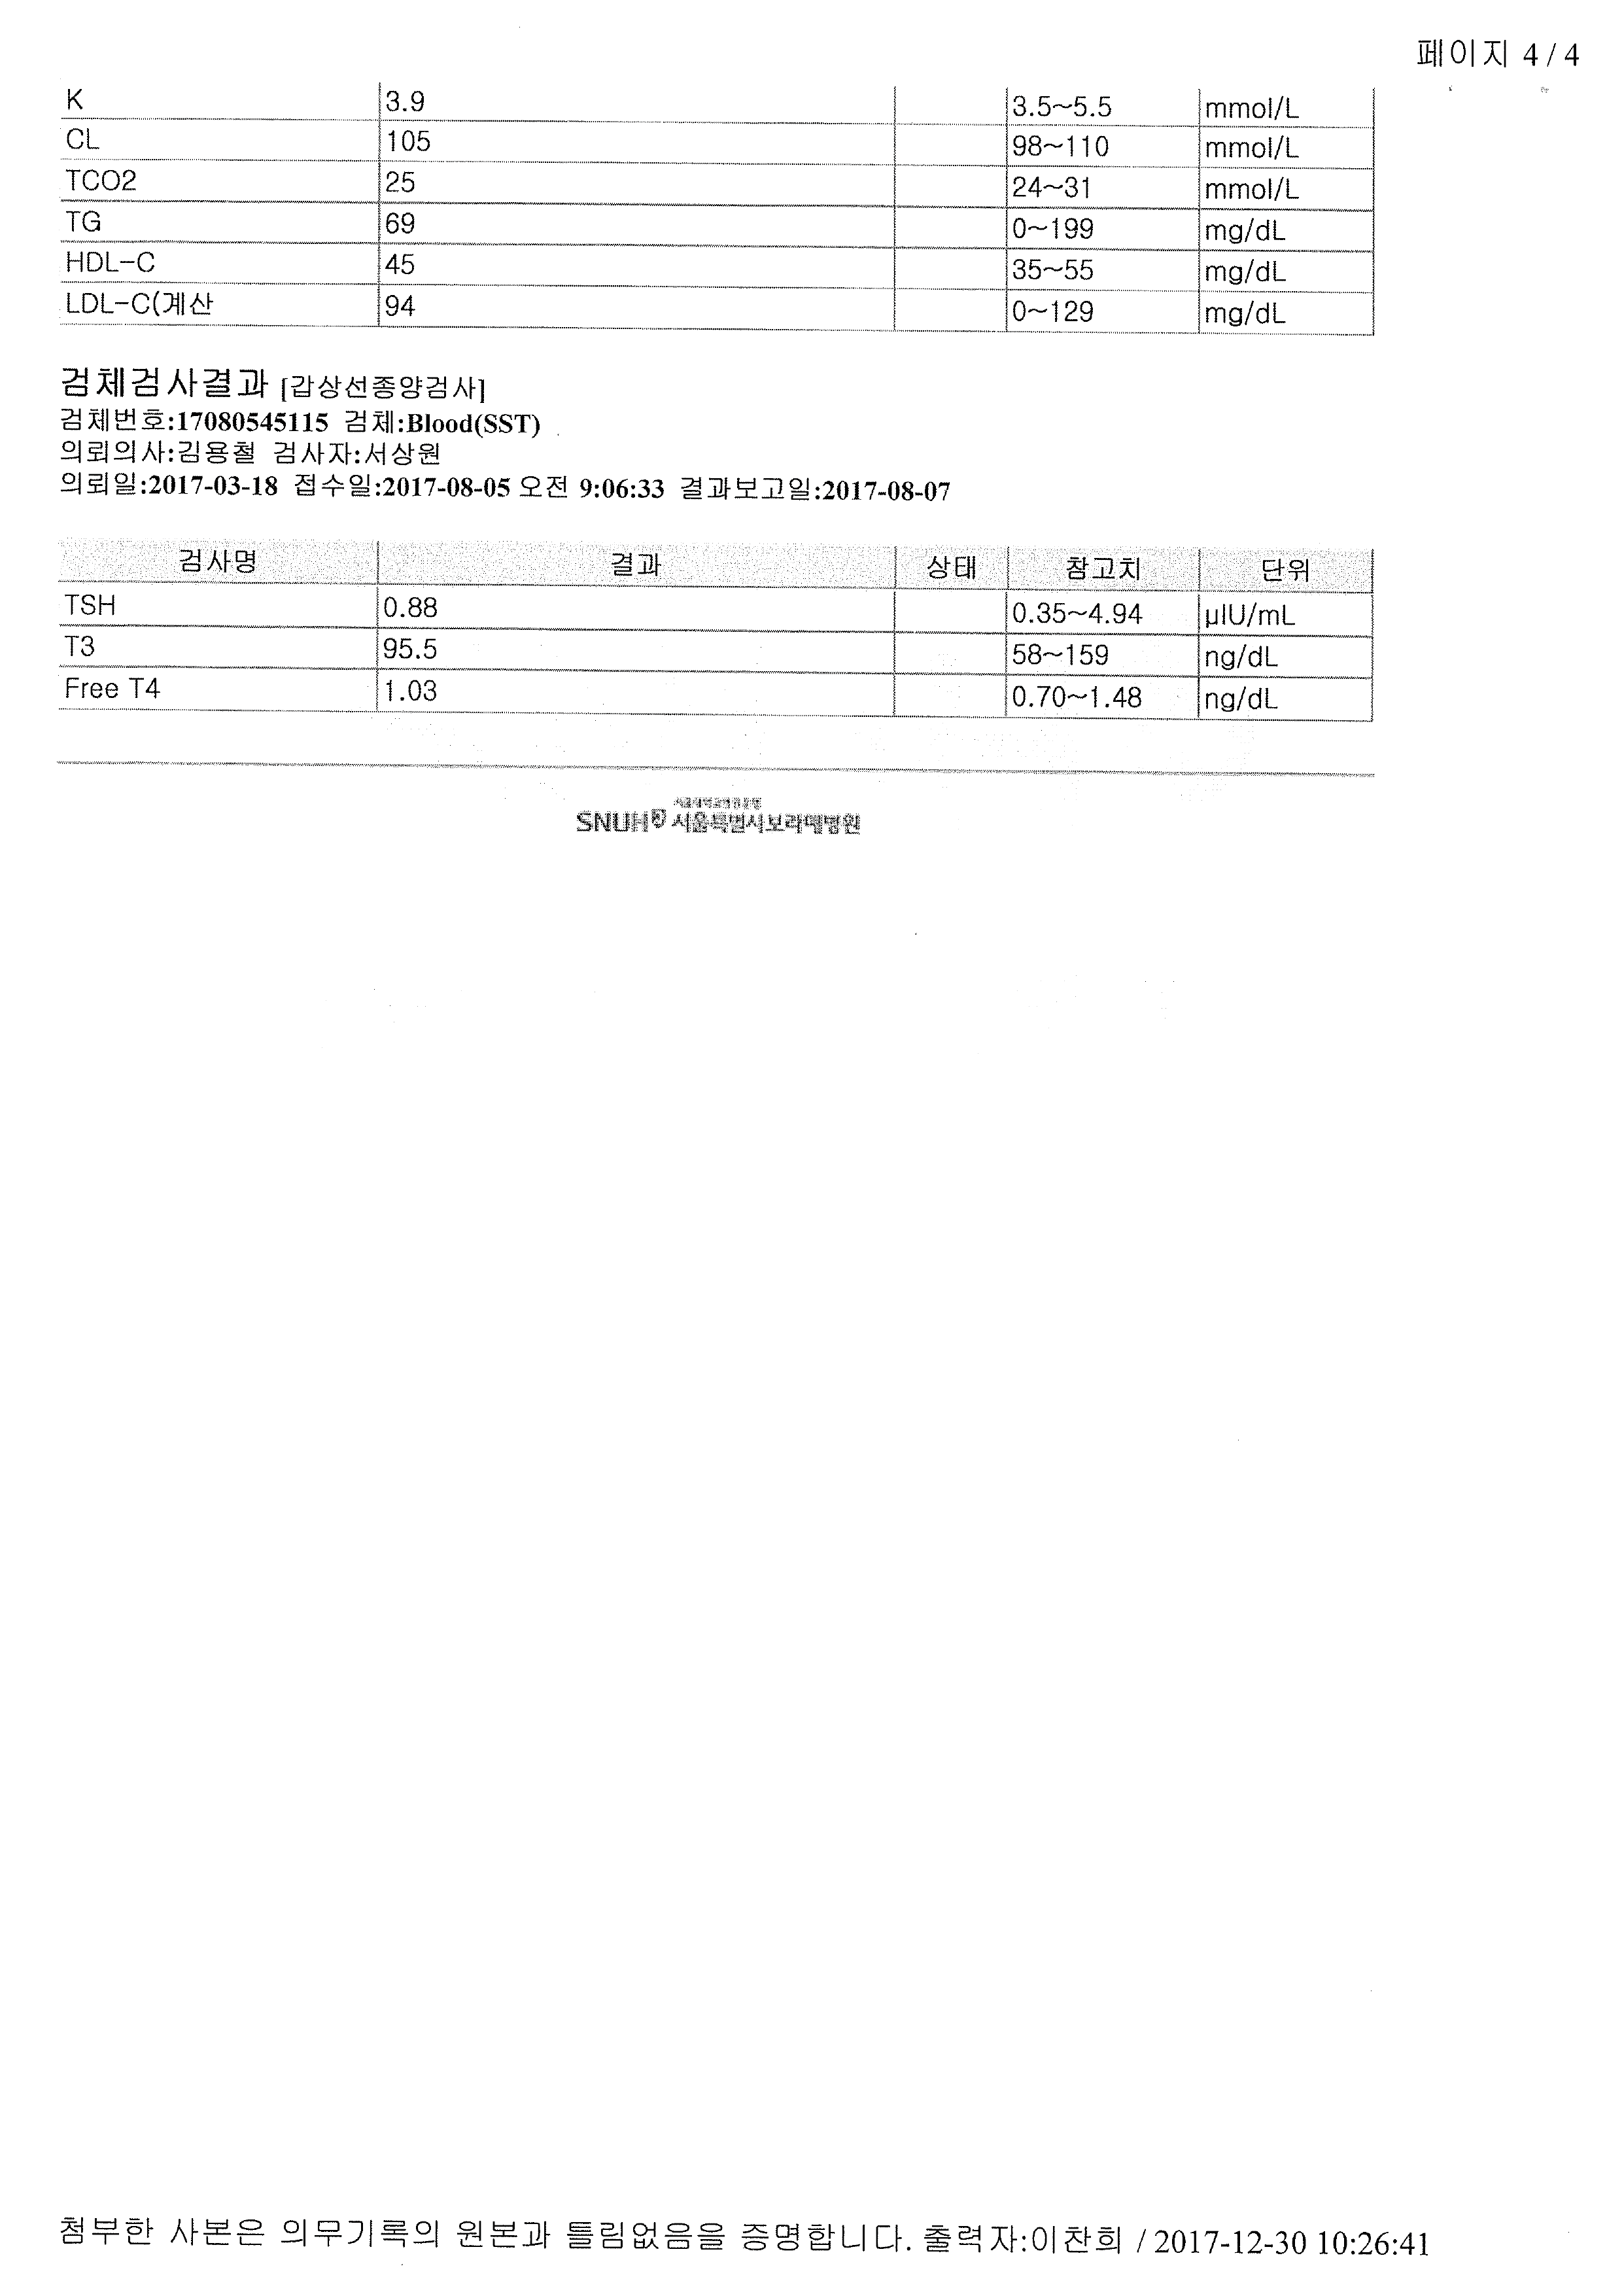 페이지 4 / 4
K 3.9 3.5~5.5 mmol/L
CL 105 98~110 mmol/L
TCO2 25 24~31 mmol/L
TG 69 0~199 mg/dL
HDL-C 45 35~55 mg/dL
LDL-C(계산 94 0~129 mg/dL
검체검사결과 [갑상선종양검사]
검체번호:17080545115 검체:Blood(SST)
의뢰의사:김용철 검사자:서상원
의뢰일:2017-03-18 접수일:2017-08-05 오전 9:06:33 결과보고일:2017-08-07
검사명 결과 상태 참고치 단위
TSH 0.88 0.35~4.94 μIU/mL
T3 95.5 58~159 ng/dL
Free T4 1.03 0.70~1.48 ng/dL
SNUH 서울특별시보라매병원
첨부한 사본은 의무기록의 원본과 틀림없음을 증명합니다. 출력자:이찬희 / 2017-12-30 10:26:41